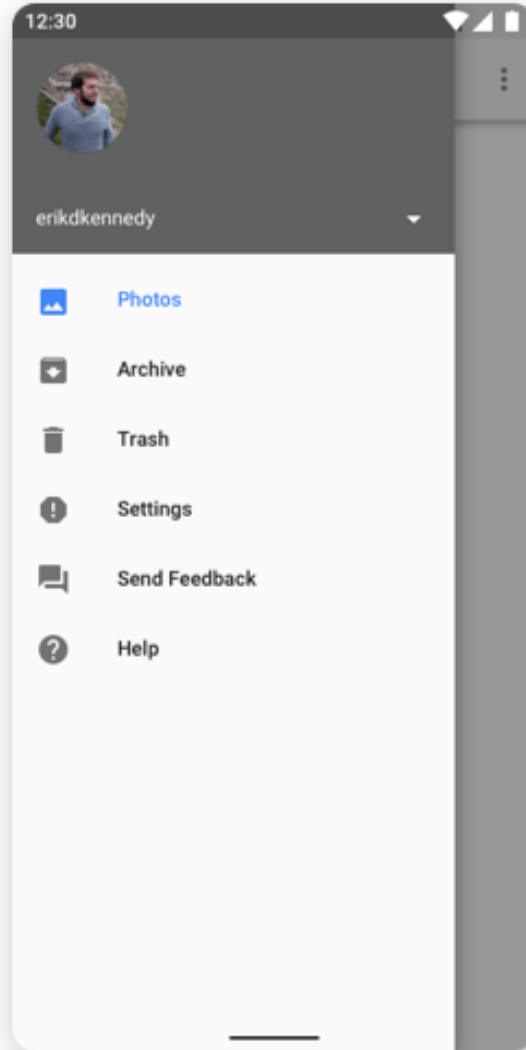 12:30
erikdkennedy
Photos
Archive
Trash
Settings
Send Feedback
Help